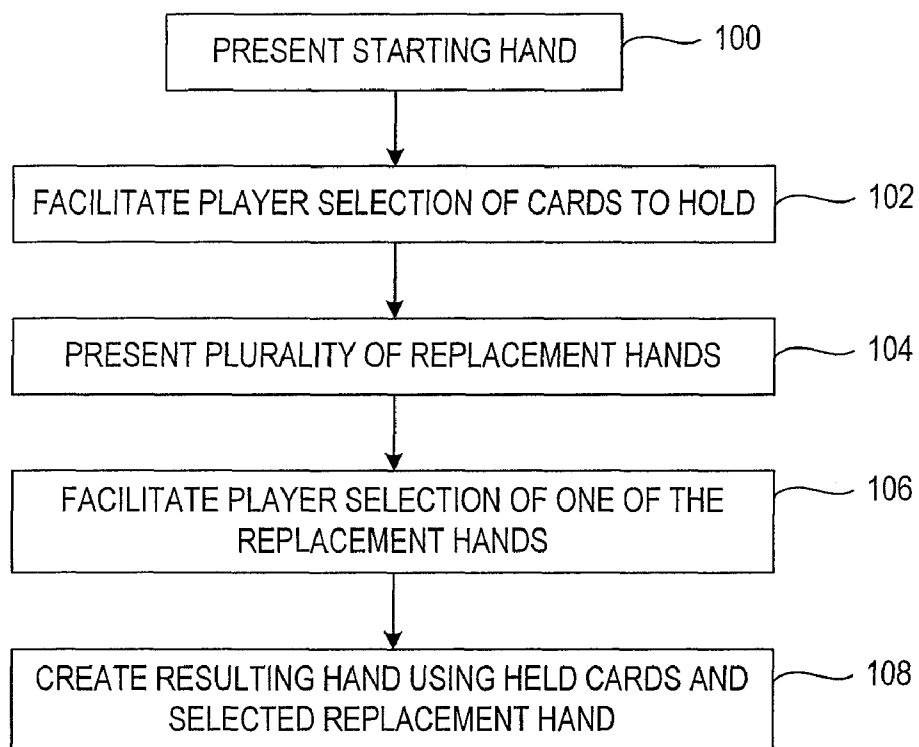 PRESENT STARTING HAND
100
FACILITATE PLAYER SELECTION OF CARDS TO HOLD
102
PRESENT PLURALITY OF REPLACEMENT HANDS
104
FACILITATE PLAYER SELECTION OF ONE OF THE
REPLACEMENT HANDS
106
CREATE RESULTING HAND USING HELD CARDS AND
SELECTED REPLACEMENT HAND
108